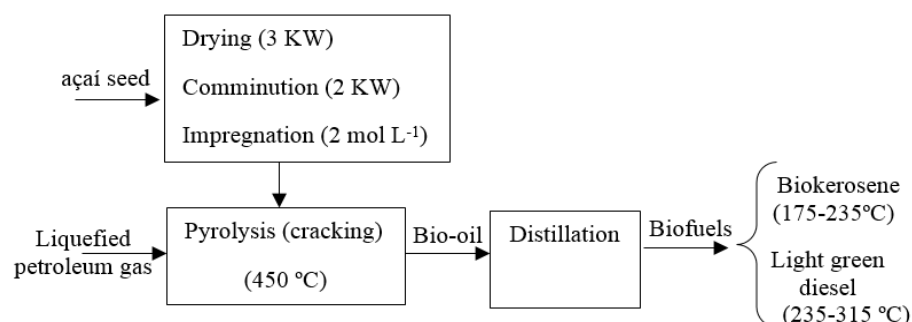 Drying (3 KW)
açaí seed
Comminution (2 KW)
Impregnation (2 mol L-1)
Liquefied
petroleum gas
Pyrolysis (cracking)
(450 ºC)
Bio-oil
Distillation
Biofuels
Biokerosene
(175-235ºC)
Light green
diesel
(235-315 ºC)